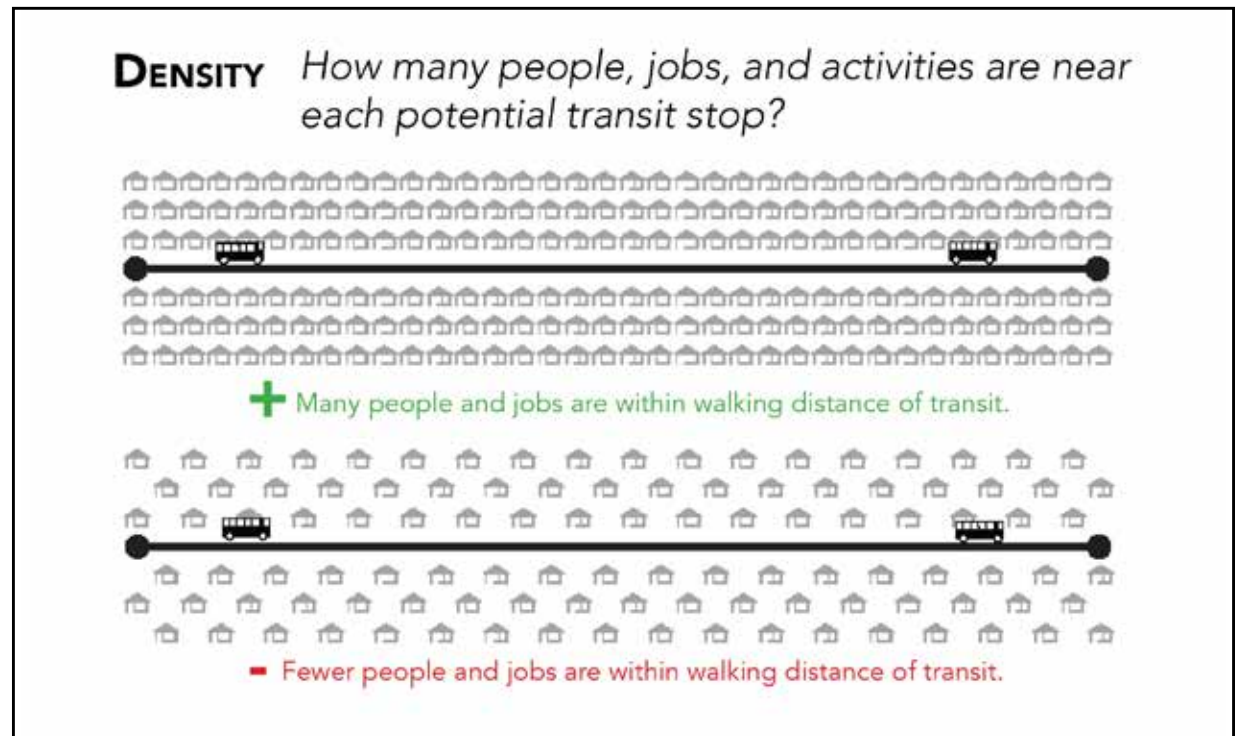 DENSITY How many people, jobs, and activities are near
each potential transit stop?
+ Many people and jobs are within walking distance of transit.
- Fewer people and jobs are within walking distance of transit.